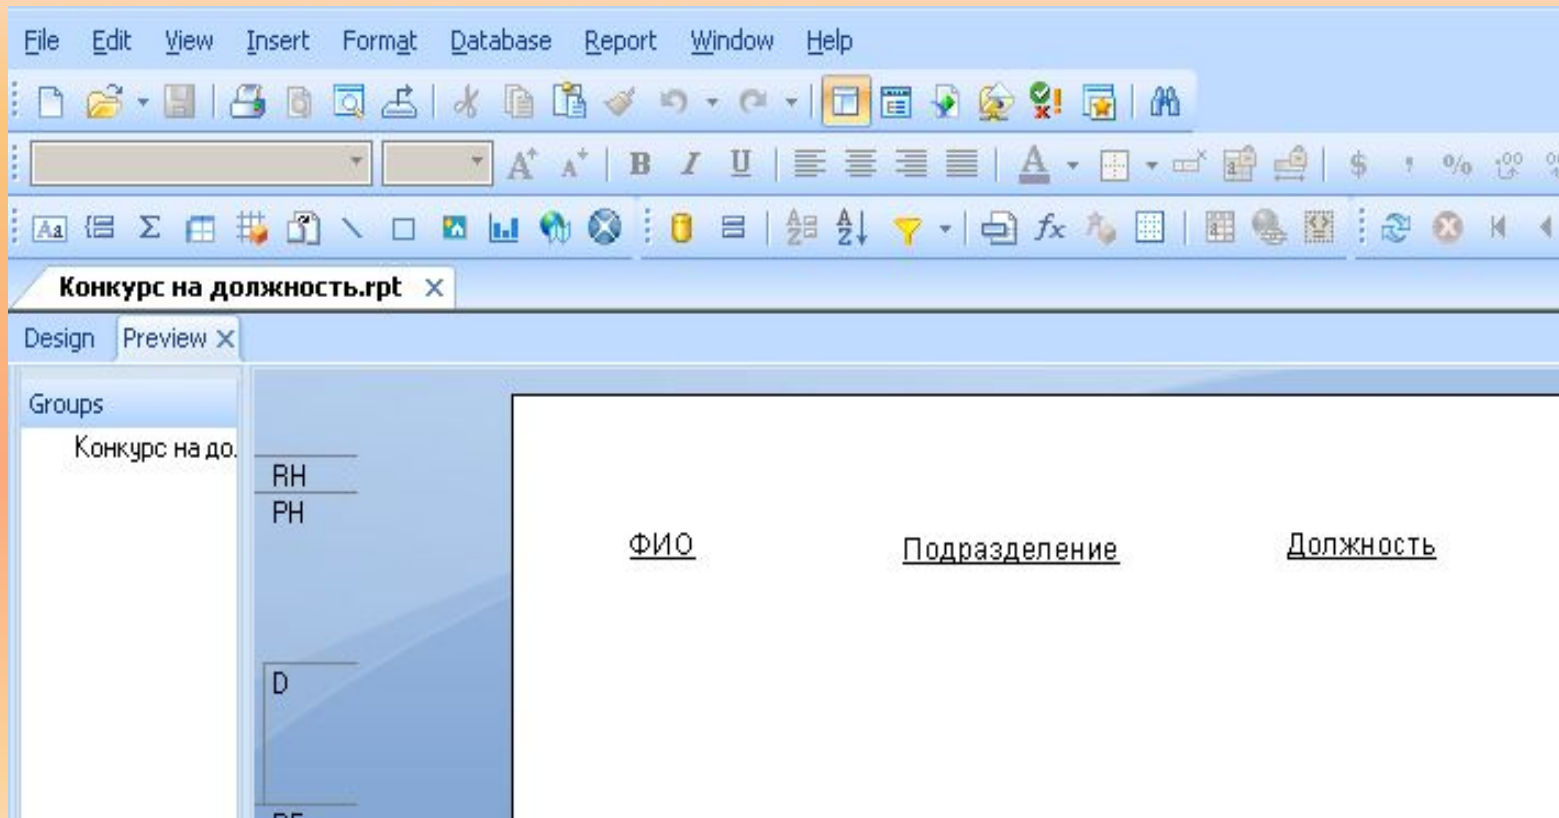 File Edit View Insert Format Database Report Window Help
Конкурс на должность.rpt
Design Preview
Groups
Конкурс на до.
RH
PH
ФИО Подразделение Должность
D